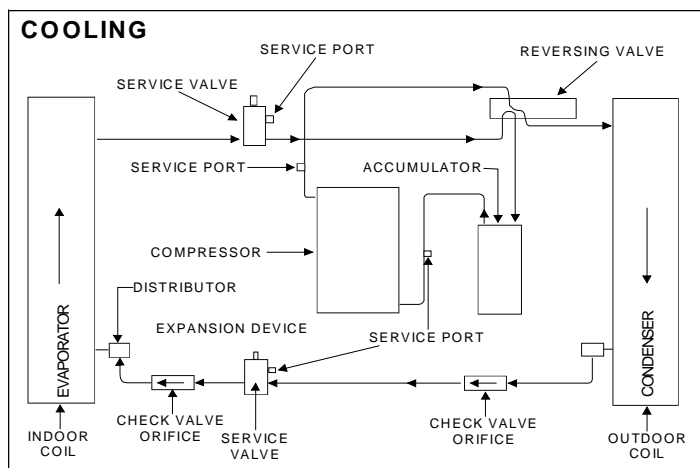 COOLING
SERVICE PORT
REVERSING VALVE
SERVICE VALVE
SERVICE PORT
ACCUMULATOR
COMPRESSOR
DISTRIBUTOR
EXPANSION DEVICE
SERVICE PORT
EVAPORATOR
CONDENSER
CHECK VALVE
ORIFICE
CHECK VALVE
ORIFICE
INDOOR
COIL
SERVICE
VALVE
OUTDOOR
COIL